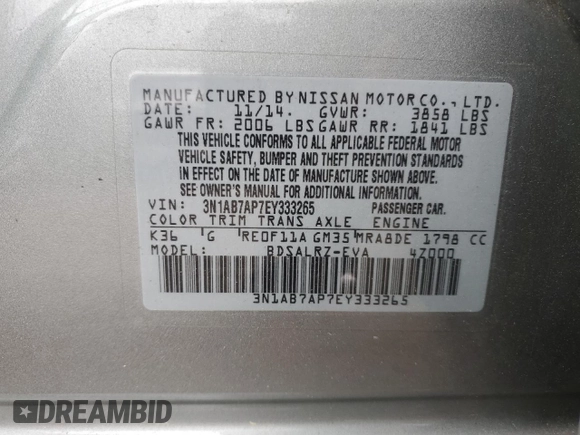 MANUFACTURED BY NISSAN MOTOR CO., LTD.
DATE: 11/14. GVWR: 3858 LBS
GAWR FR: 2006 LBS GAWR RR: 1841 LBS
THIS VEHICLE CONFORMS TO ALL APPLICABLE FEDERAL MOTOR
VEHICLE SAFETY, BUMPER AND THEFT PREVENTION STANDARDS
IN EFFECT ON THE DATE OF MANUFACTURE SHOWN ABOVE.
SEE OWNER'S MANUAL FOR ADDITIONAL INFORMATION.
VIN: 3N1AB7AP7EY333265 PASSENGER CAR.
COLOR TRIM TRANS AXLE ENGINE
K36 G RE0F11A GM35 MRA8DE 1798 CC
MODEL: BDSALRZ-EVA 4Z000
3N1AB7AP7EY333265
DREAMBID